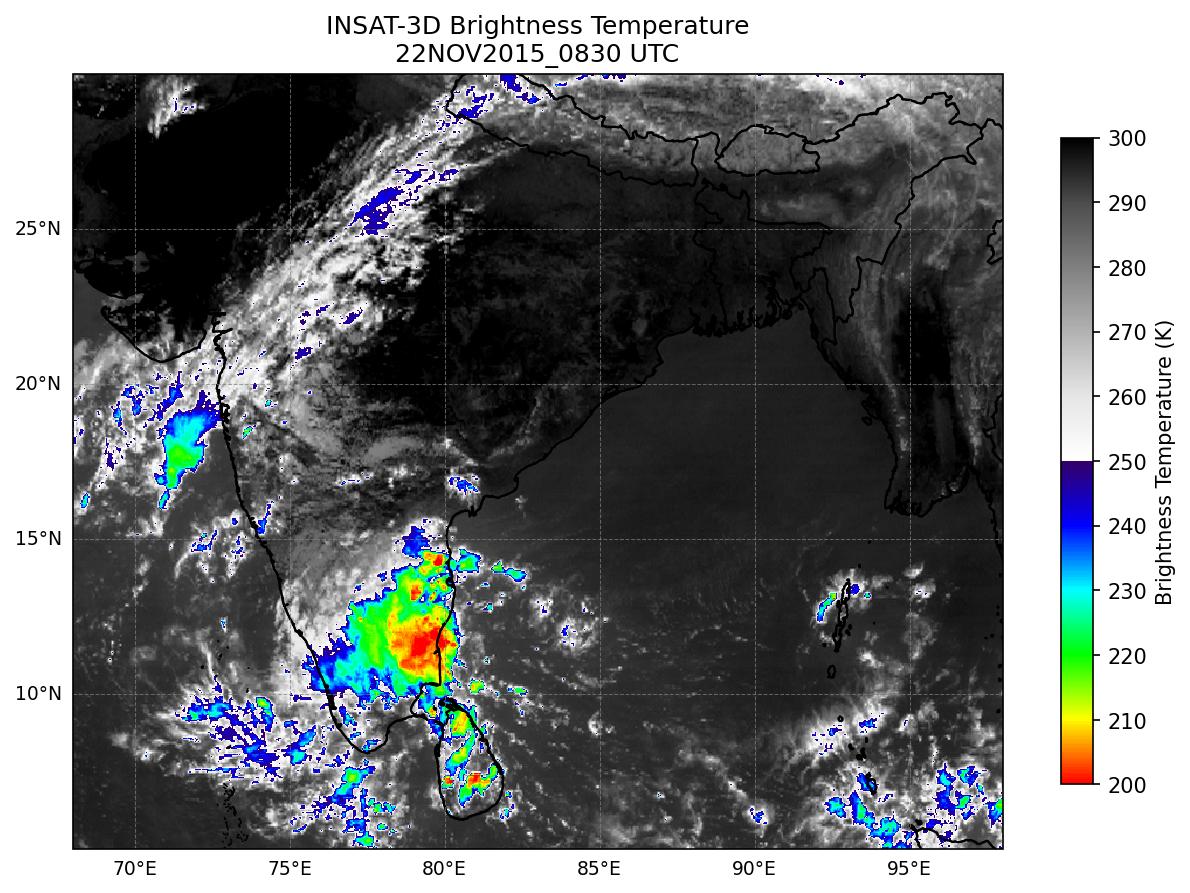 INSAT-3D Brightness Temperature
22NOV2015_0830 UTC
25°N
20°N
15°N
10°N
70°E
75°E
80°E
85°E
90°E
95°E
300
290
280
270
260
250
240
230
220
210
200
Brightness Temperature (K)